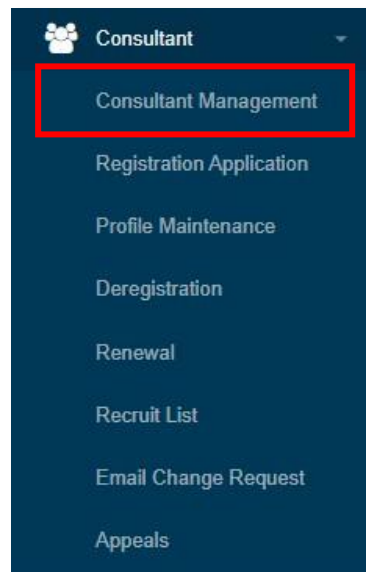 Consultant
Consultant Management
Registration Application
Profile Maintenance
Deregistration
Renewal
Recruit List
Email Change Request
Appeals